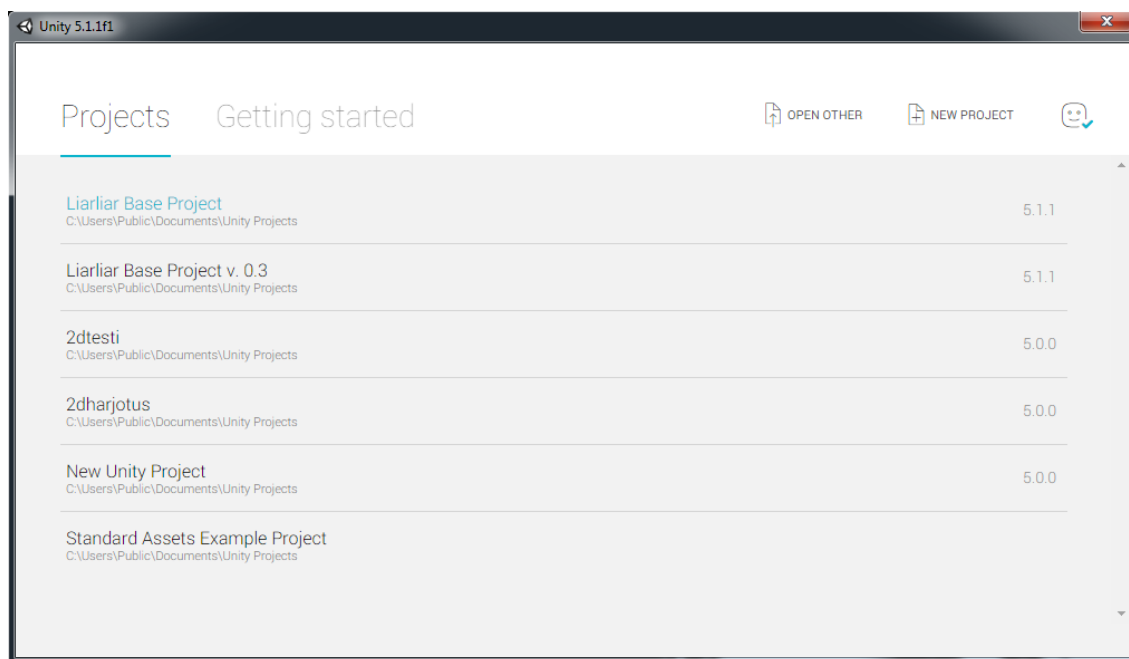 Unity 5.1.1f1
Projects Getting started OPEN OTHER NEW PROJECT
Liarliar Base Project 5.1.1
C:\Users\Public\Documents\Unity Projects
Liarliar Base Project v. 0.3 5.1.1
C:\Users\Public\Documents\Unity Projects
2dtesti 5.0.0
C:\Users\Public\Documents\Unity Projects
2dharjotus 5.0.0
C:\Users\Public\Documents\Unity Projects
New Unity Project 5.0.0
C:\Users\Public\Documents\Unity Projects
Standard Assets Example Project
C:\Users\Public\Documents\Unity Projects